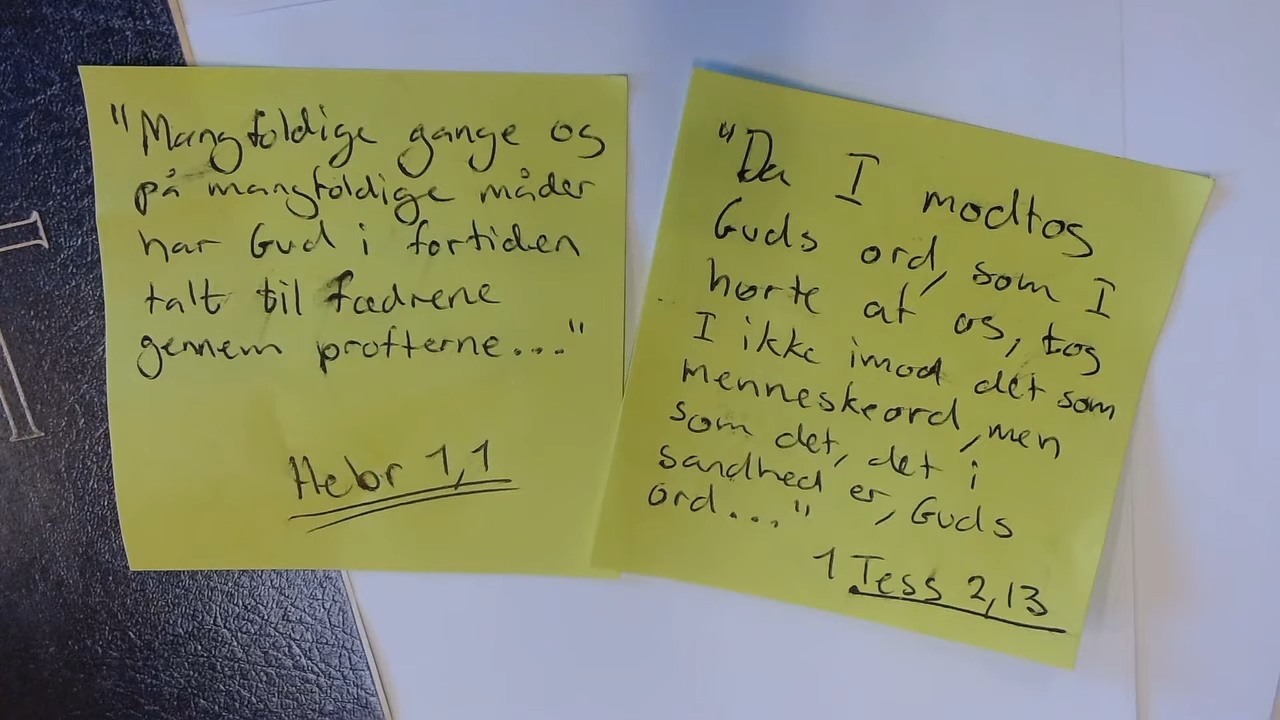 "Mangfoldige gange og
på mangfoldige måder
har Gud i fortiden
talt til fædrene
gennem profterne..."
Hebr 1,1
"Da I modtog
Guds ord, som I
hørte af os, tog
I ikke imod det som
menneskeord, men
som det, det i
sandhed er, Guds
ord..."
1 Tess 2,13